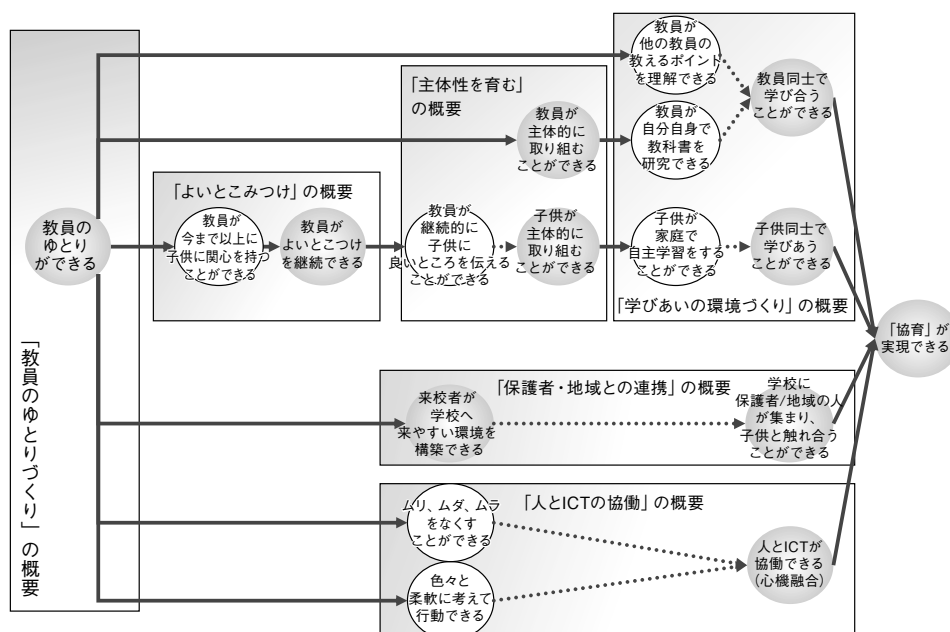 「教員のゆとりづくり」の概要
教員の
ゆとり
ができる
「よいとこみつけ」の概要
教員が
今まで以上に
子供に関心を持つ
ことができる
教員が
よいとこつけ
を継続できる
「主体性を育む」
の概要
教員が
主体的に
取り組む
ことができる
教員が
継続的に
子供に
良いところを伝える
ことができる
子供が
主体的に
取り組む
ことができる
教員が
他の教員の
教えるポイント
を理解できる
教員が
自分自身で
教科書を
研究できる
教員同士で
学び合う
ことができる
子供が
家庭で
自主学習をする
ことができる
子供同士で
学びあう
ことができる
「学びあいの環境づくり」の概要
「協育」が
実現できる
「保護者・地域との連携」の概要
来校者が
学校へ
来やすい環境を
構築できる
学校に
保護者/地域の人
が集まり、
子供と触れ合う
ことができる
「人とICTの協働」の概要
ムリ、ムダ、ムラ
をなくす
ことができる
色々と
柔軟に考えて
行動できる
人とICTが
協働できる
(心機融合)